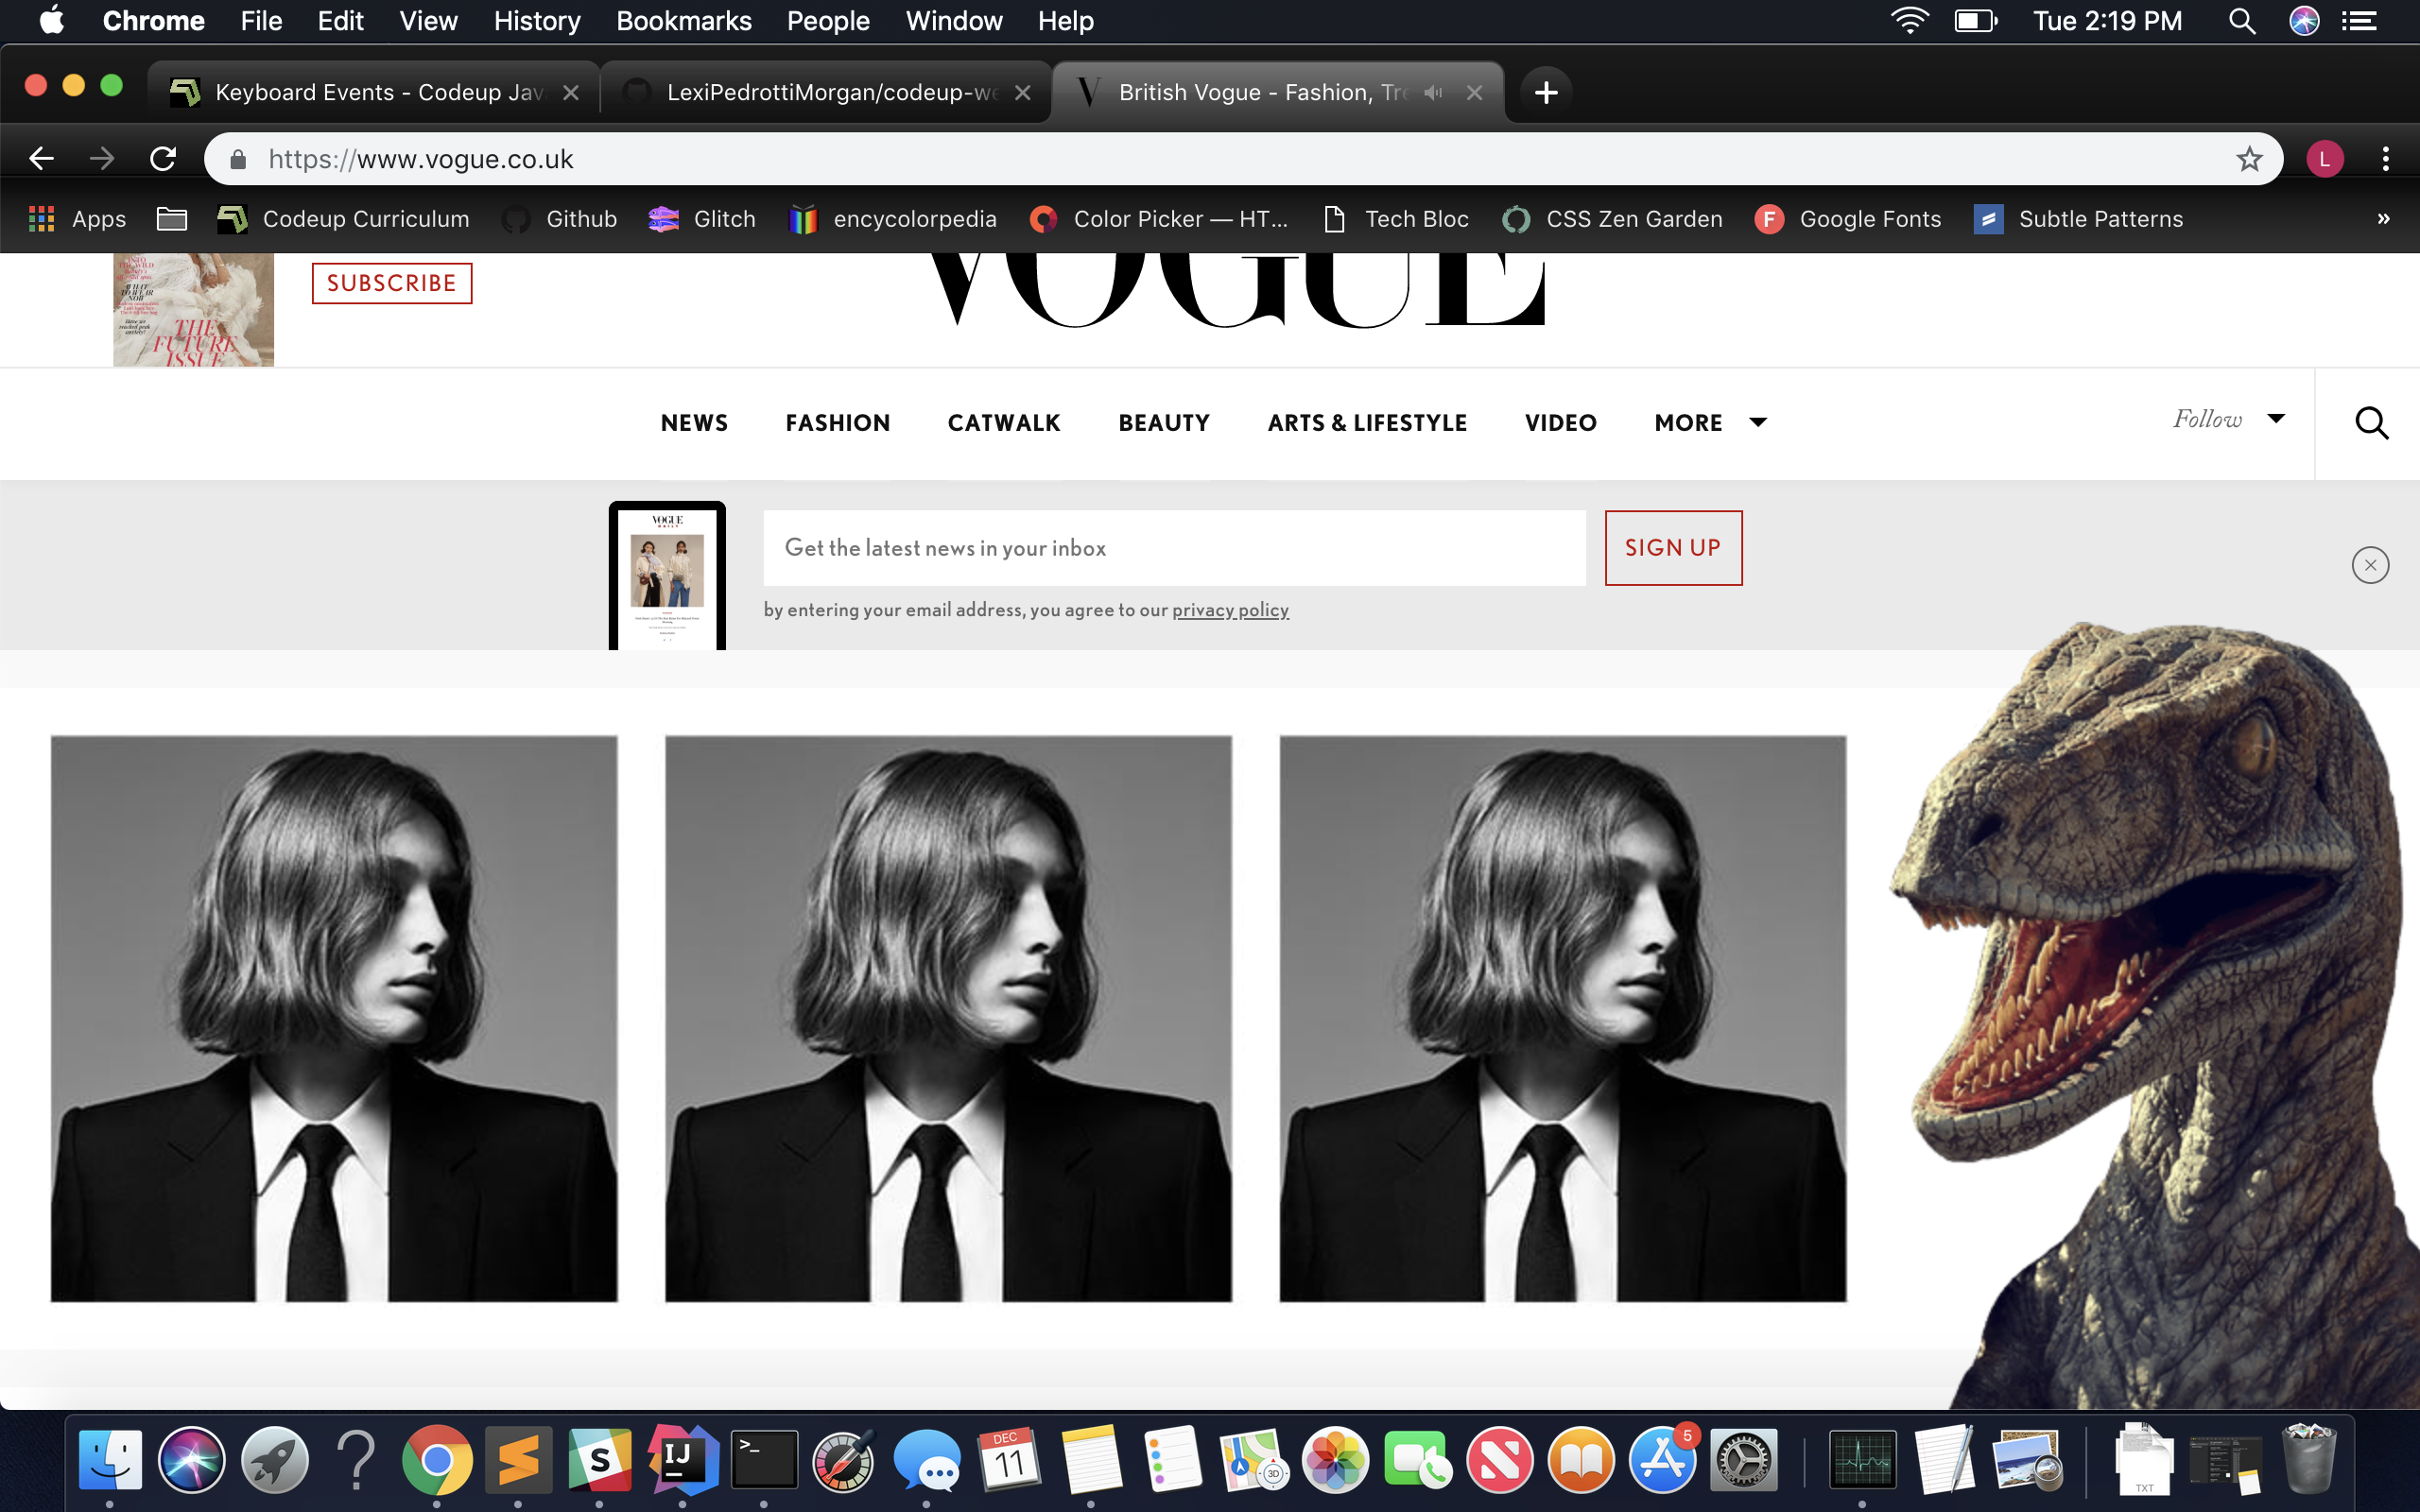 Chrome File Edit View History Bookmarks People Window Help Tue 2:19 PM
Keyboard Events - Codeup Jav
LexiPedrottiMorgan/codeup-we
British Vogue - Fashion, Tre
https://www.vogue.co.uk
L
Apps Codeup Curriculum Github Glitch encycolorpedia Color Picker — HT... Tech Bloc CSS Zen Garden Google Fonts Subtle Patterns »
THE
FUTURE
ISSUE
SUBSCRIBE
VOGUE
NEWS FASHION CATWALK BEAUTY ARTS & LIFESTYLE VIDEO MORE Follow
VOGUE
Get the latest news in your inbox
SIGN UP
by entering your email address, you agree to our privacy policy
S
IJ
>_
DEC
11
3D
5
TXT